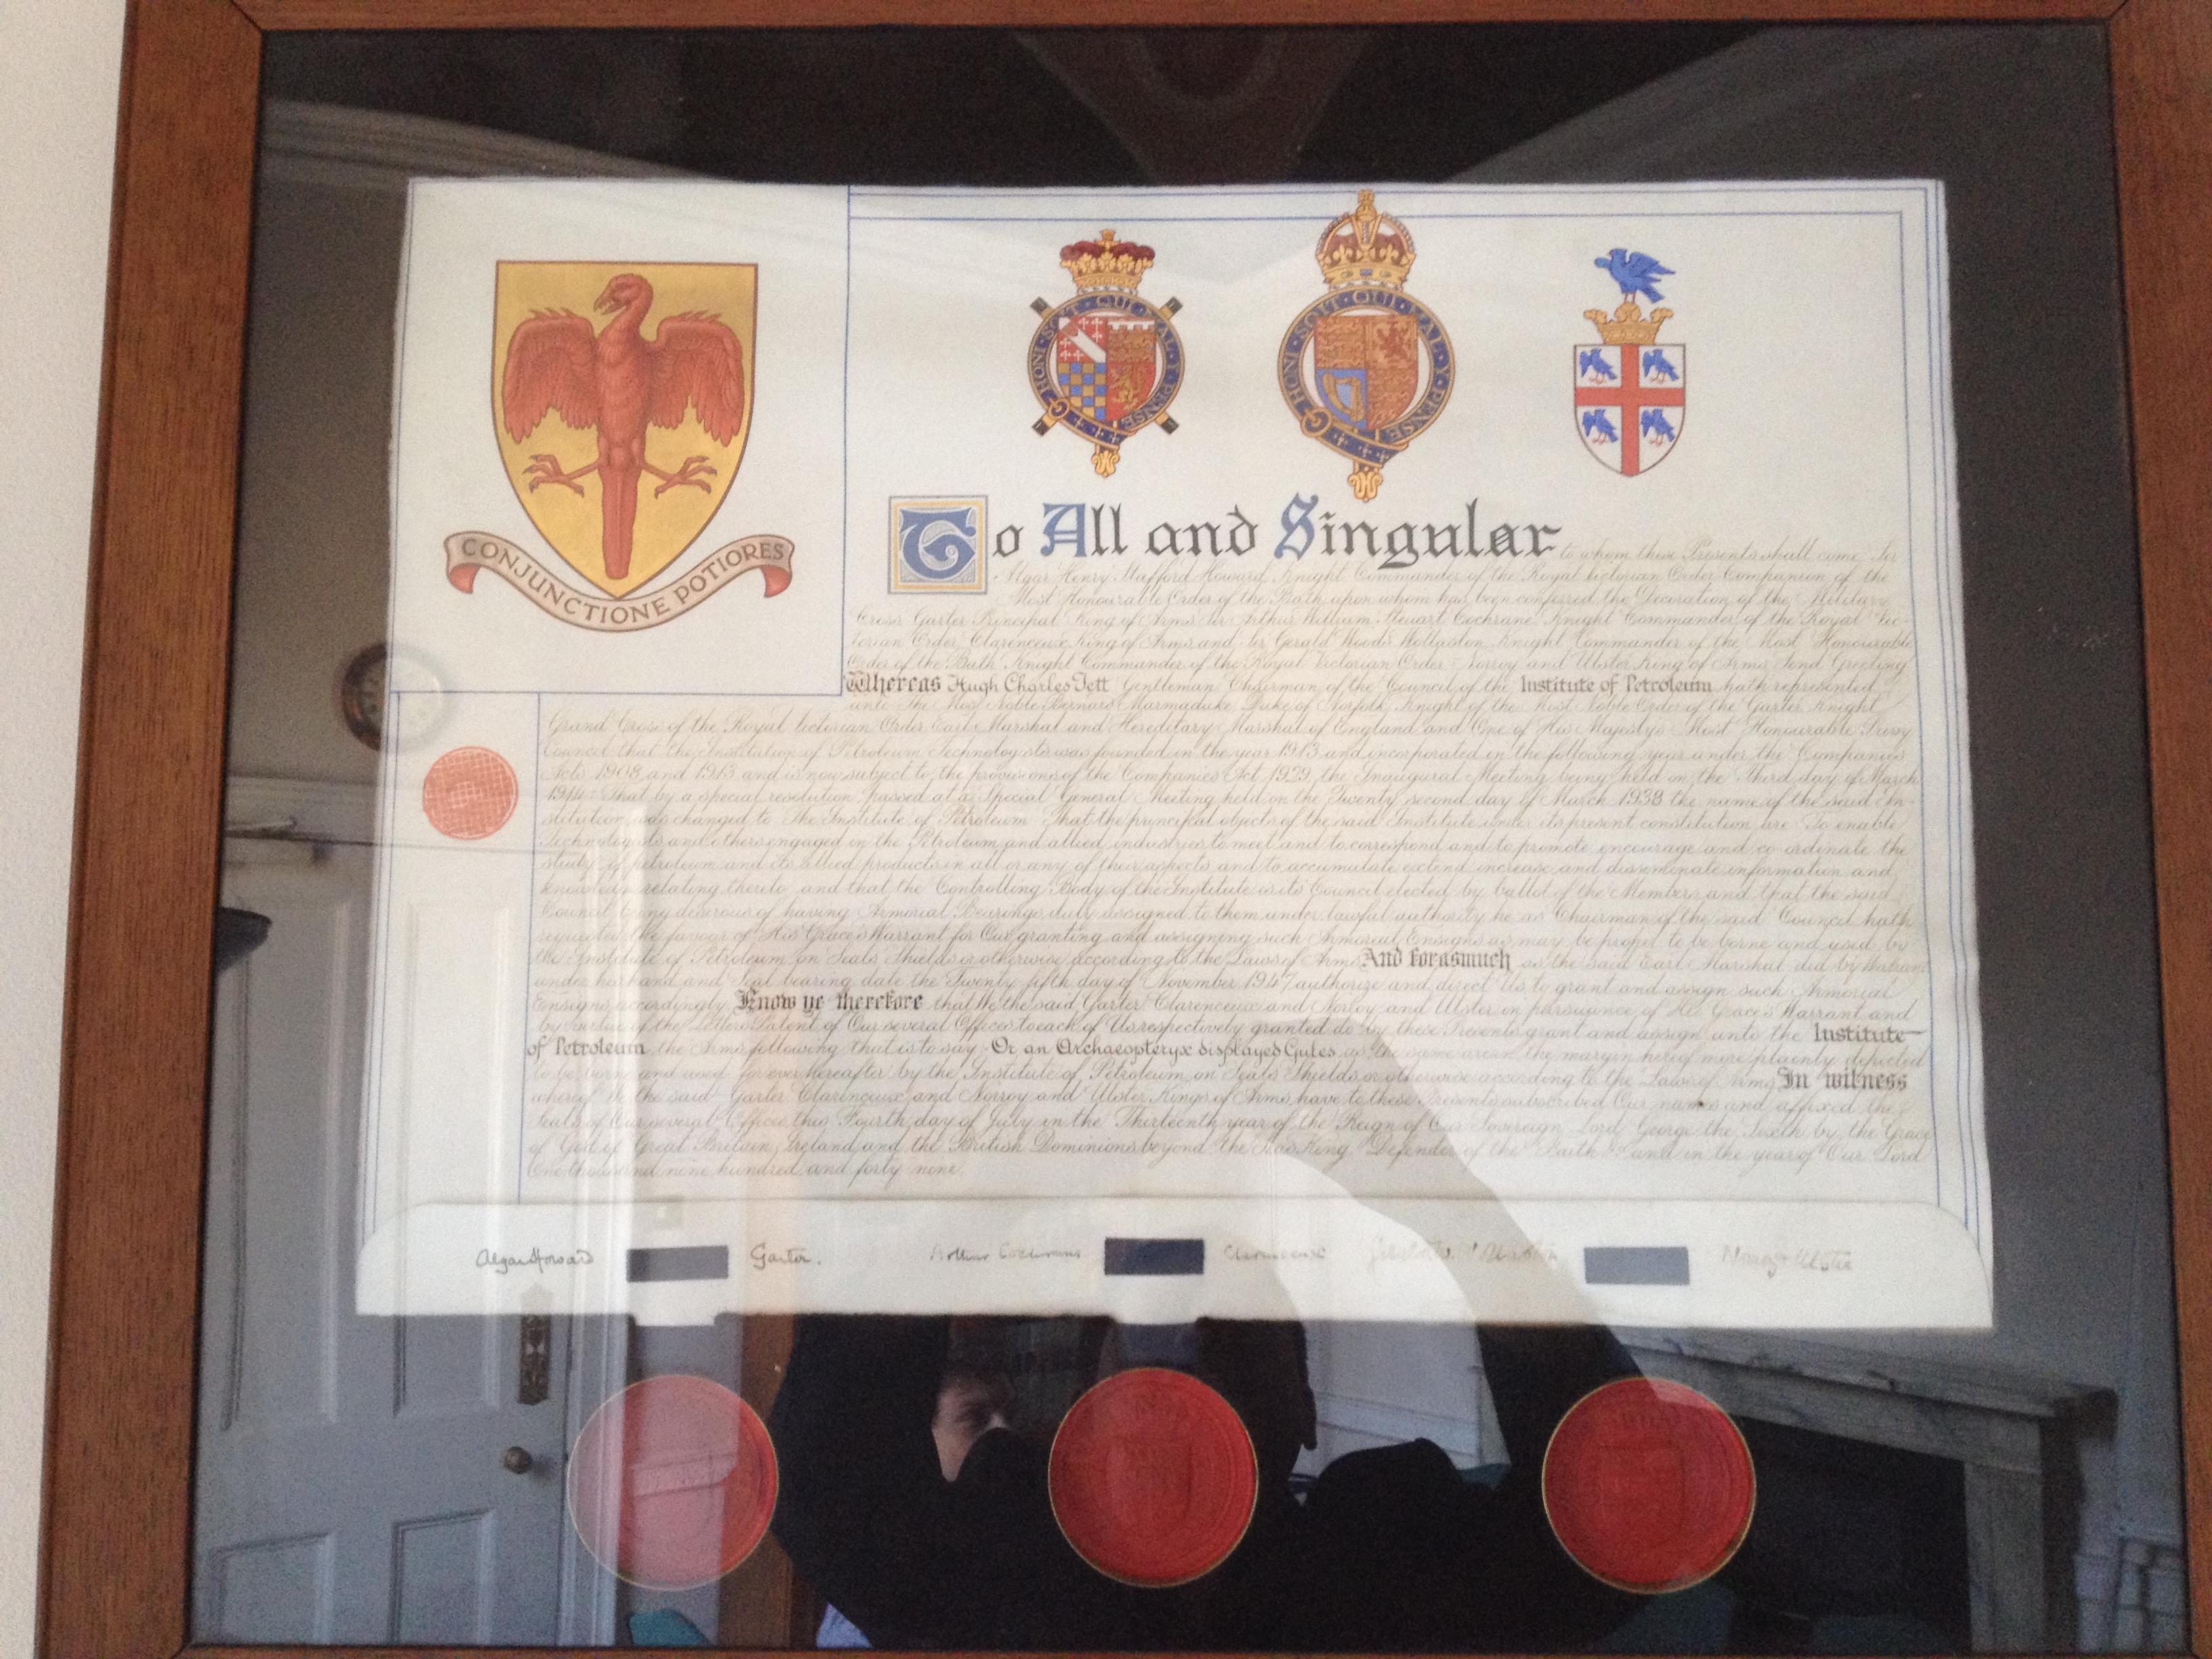 HONI · SOIT · QUI · MAL · Y · PENSE
HONI · SOIT · QUI · MAL · Y · PENSE
CONJUNCTIONE POTIORES
To All and Singular to whom these Presents shall come Sir
Algar Henry Stafford Howard Knight Commander of the Royal Victorian Order Companion of the
Most Honourable Order of the Bath upon whom has been conferred the Decoration of the Military
Cross Garter Principal King of Arms Sir Arthur William Steuart Cochrane Knight Commander of the Royal Vic-
torian Order Clarenceux King of Arms and Sir Gerald Woods Wollaston Knight Commander of the Most Honourable
Order of the Bath Knight Commander of the Royal Victorian Order Norroy and Ulster King of Arms Send Greeting
Whereas Hugh Charles Tett Gentleman Chairman of the Council of the Institute of Petroleum hath represented
unto The Most Noble Bernard Marmaduke Duke of Norfolk Knight of the Most Noble Order of the Garter Knight
Grand Cross of the Royal Victorian Order Earl Marshal and Hereditary Marshal of England and One of His Majesty's Most Honourable Privy
Council that the Institution of Petroleum Technologists was founded in the year 1913 and incorporated in the following year under the Companies
Acts 1908 and 1913 and is now subject to the provisions of the Companies Act 1929, the Inaugural Meeting being held on the Third day of March
1914 That by a special resolution passed at a Special General Meeting held on the Twenty second day of March 1938 the name of the said In-
stitution was changed to The Institute of Petroleum That the principal objects of the said Institute under its present constitution are To enable
Technologists and others engaged in the Petroleum and allied industries to meet and to correspond and to promote encourage and co-ordinate the
study of petroleum and its allied products in all or any of their aspects and to accumulate extend increase and disseminate information and
knowledge relating thereto and that the Controlling Body of the Institute is its Council elected by ballot of the Members and that the said
Council being desirous of having Armorial Bearings duly assigned to them under lawful authority he as Chairman of the said Council hath
requested the favour of His Grace's Warrant for Our granting and assigning such Armorial Ensigns as may be proper to be borne and used by
the Institute of Petroleum on Seals Shields or otherwise according to the Laws of Arms And forasmuch as the said Earl Marshal did by Warrant
under his hand and Seal bearing date the Twenty fifth day of November 1947 authorize and direct Us to grant and assign such Armorial
Ensigns accordingly Know ye therefore that We the said Garter Clarenceux and Norroy and Ulster in pursuance of His Grace's Warrant and
by virtue of the Letters Patent of Our several Offices to each of Us respectively granted do by these Presents grant and assign unto the Institute
of Petroleum the Arms following that is to say Or an Archaeopteryx displayed Gules as the same are in the margin hereof more plainly depicted
to be borne and used for ever hereafter by the Institute of Petroleum on Seals Shields or otherwise according to the Laws of Arms In witness
whereof We the said Garter Clarenceux and Norroy and Ulster Kings of Arms have to these Presents subscribed Our names and affixed the
Seals of Our several Offices this Fourth day of July in the Thirteenth year of the Reign of Our Sovereign Lord George the Sixth by the Grace
of God of Great Britain Ireland and the British Dominions beyond the Seas King Defender of the Faith and in the year of Our Lord
One thousand nine hundred and forty nine.
Algar Howard Garter. Arthur Cochrane Clarenceux Norroy & Ulster